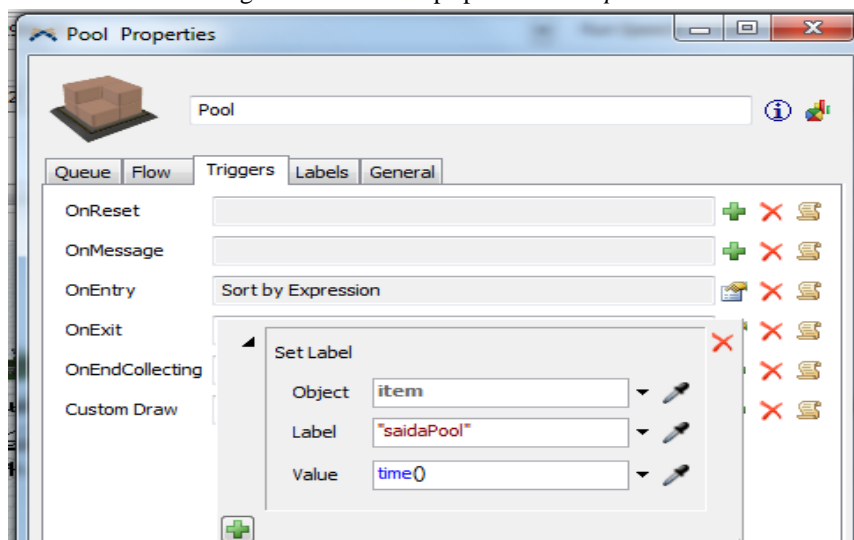 Pool Properties
Pool
Queue Flow Triggers Labels General
OnReset
OnMessage
OnEntry Sort by Expression
OnExit
Set Label
OnEndCollecting
Object item
Custom Draw
Label "saidaPool"
Value time()